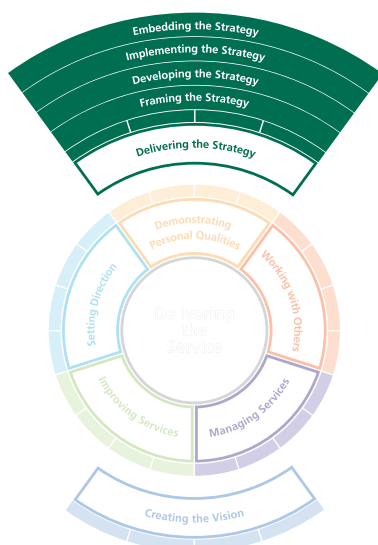 Embedding the Strategy
Implementing the Strategy
Developing the Strategy
Framing the Strategy
Delivering the Strategy
Demonstrating
Personal Qualities
Setting Direction
Working with Others
Delivering
the
Service
Improving Services
Managing Services
Creating the Vision